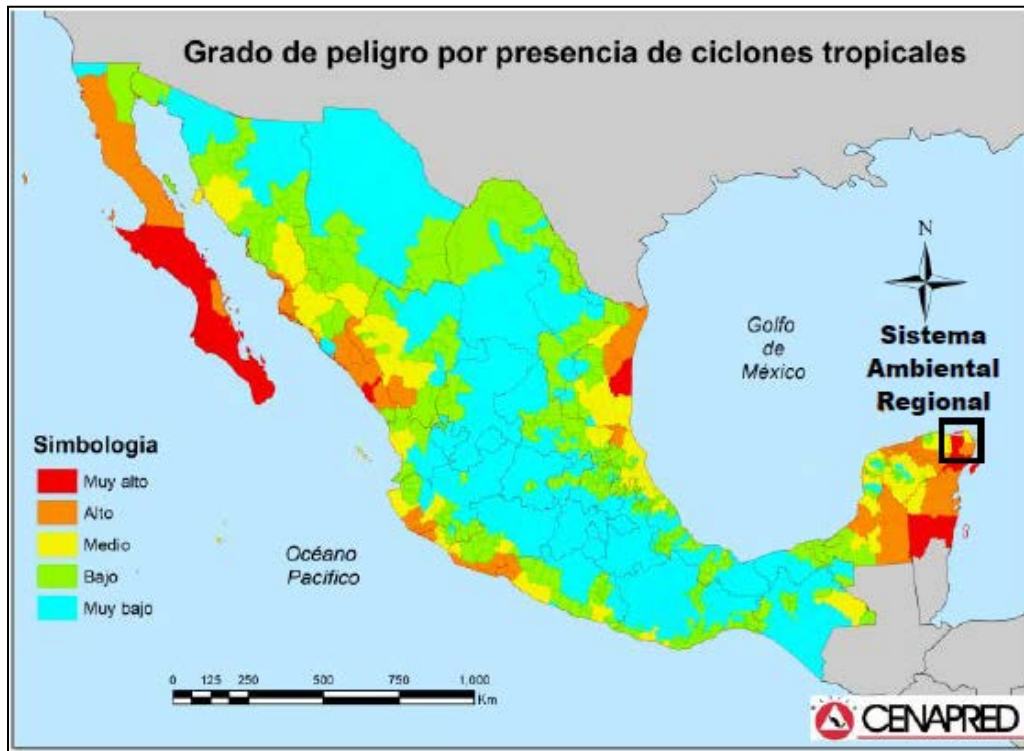 Grado de peligro por presencia de ciclones tropicales
N
Golfo
de
México
Sistema
Ambiental
Regional
Simbologia
Muy alto
Alto
Medio
Bajo
Muy bajo
Océano
Pacífico
0 125 250 500 750 1,000
Km
CENAPRED